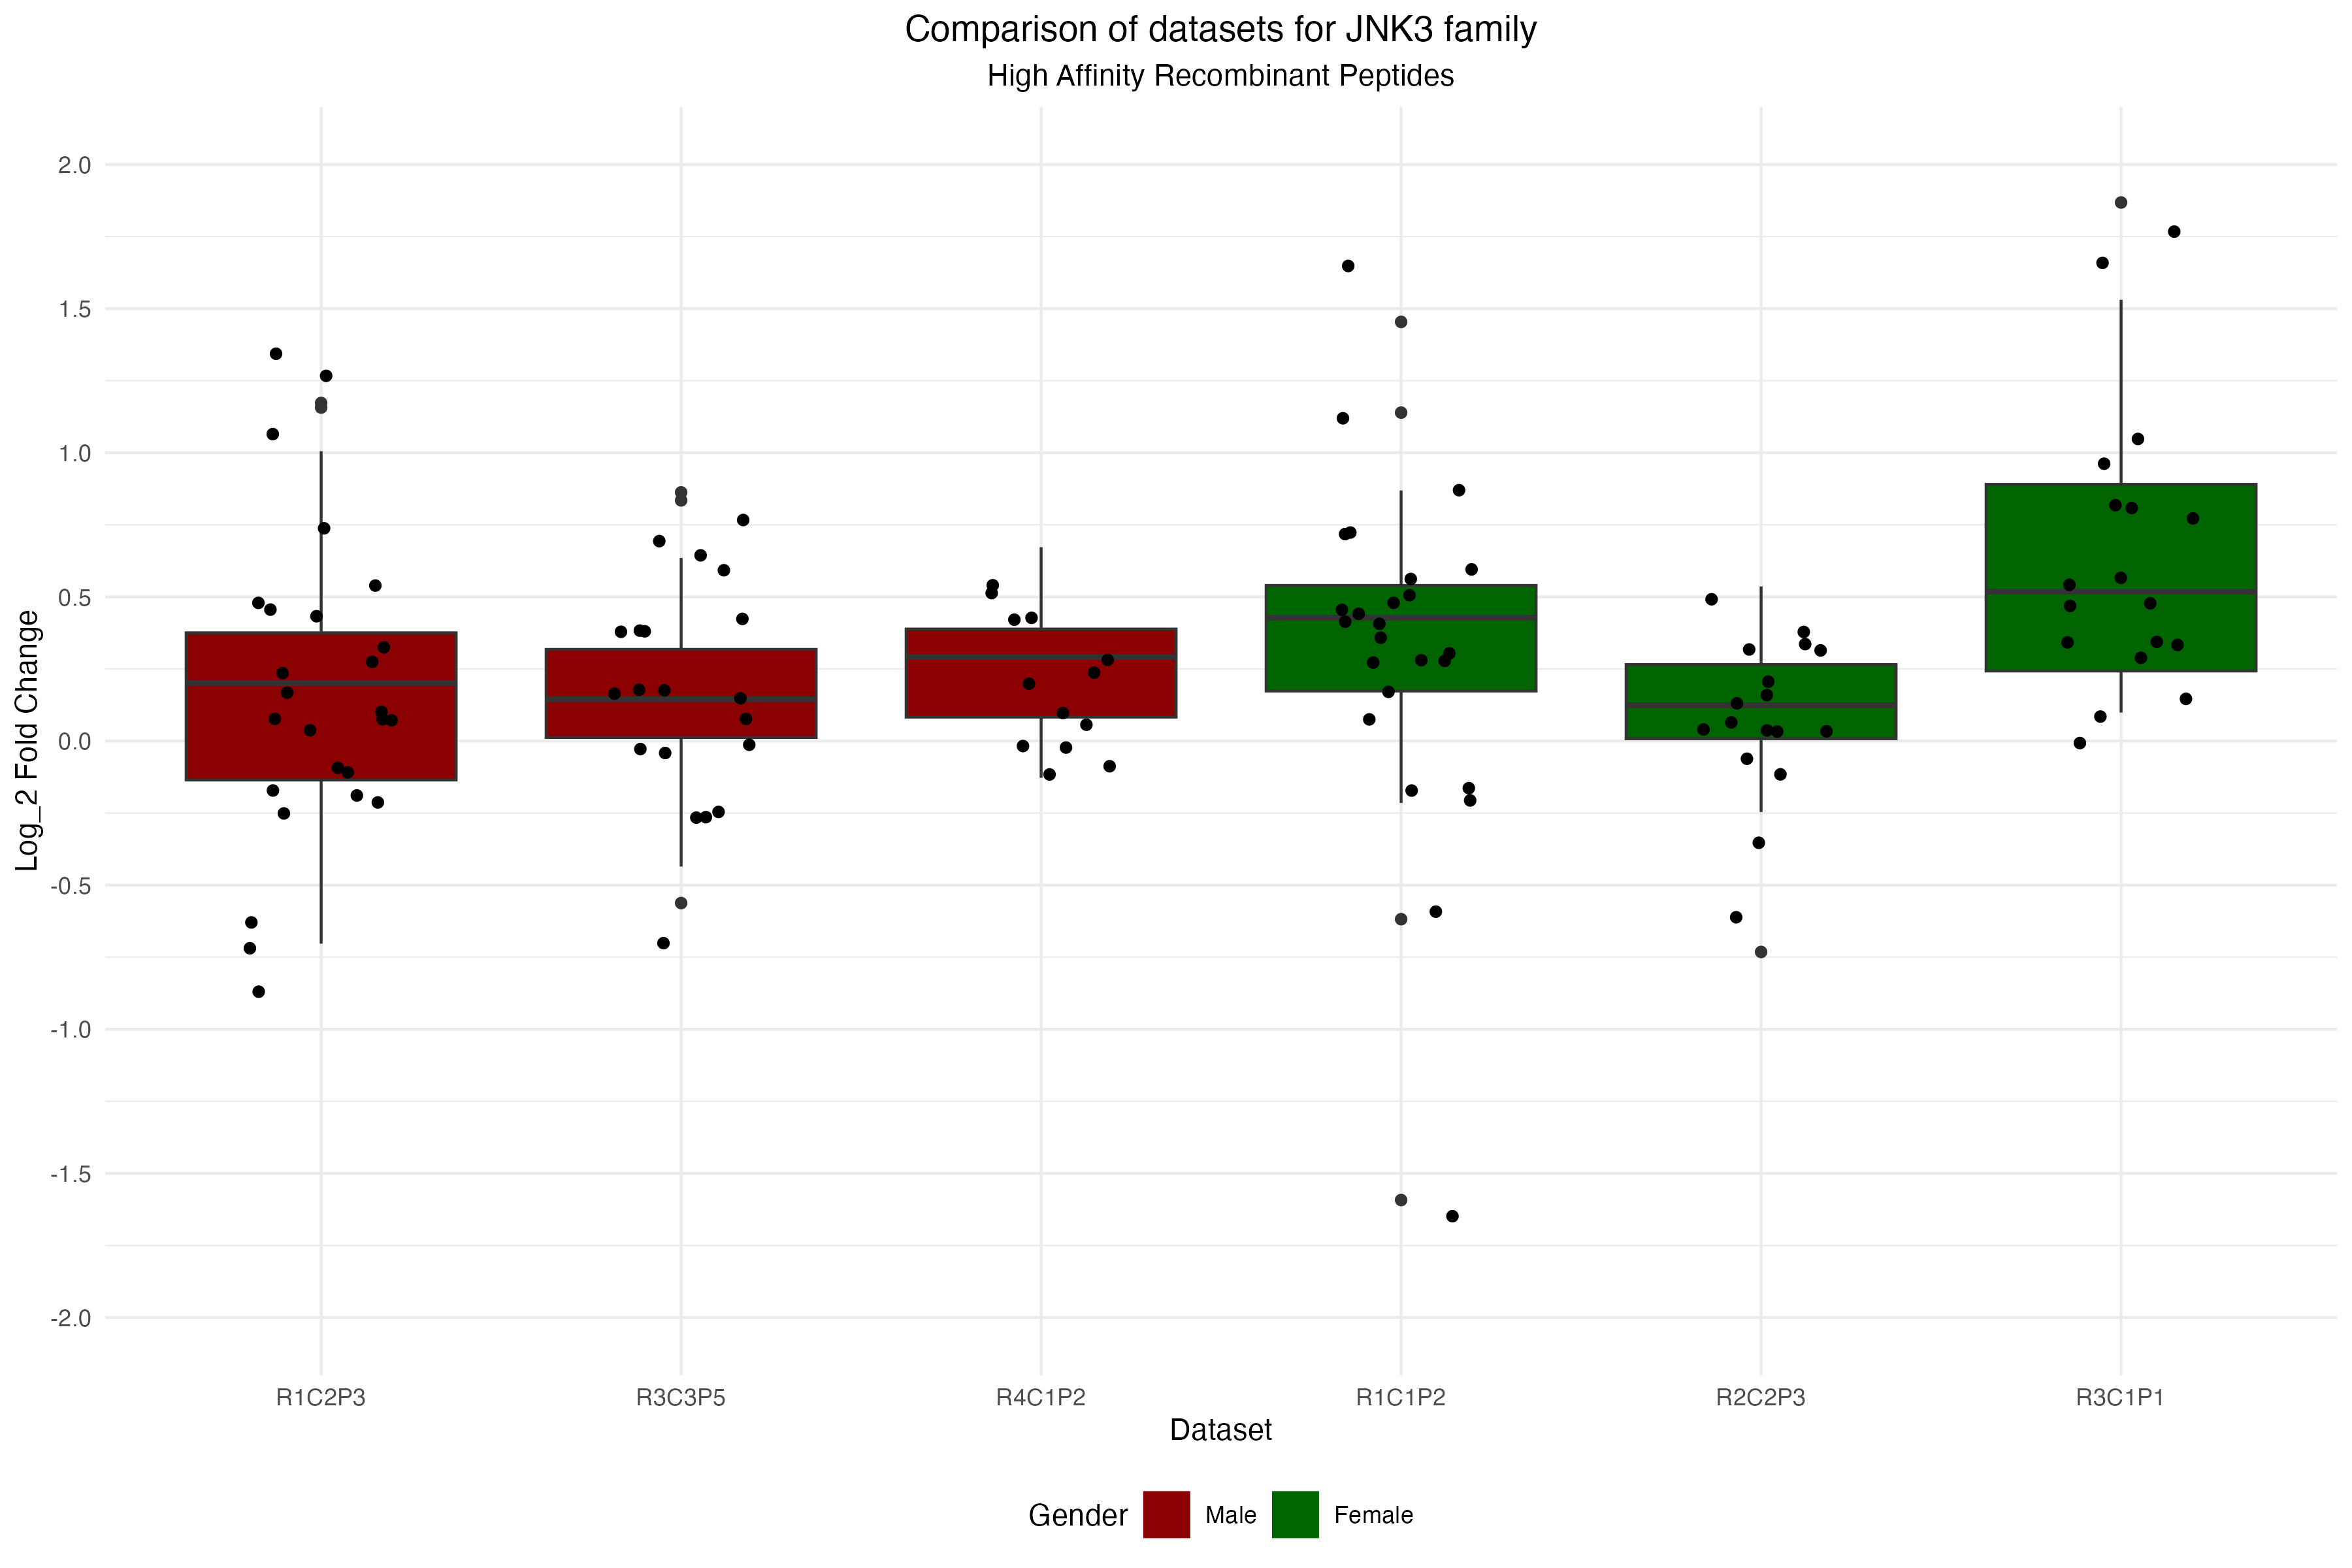 Comparison of datasets for JNK3 family
High Affinity Recombinant Peptides
Log_2 Fold Change
2.0
1.5
1.0
0.5
0.0
-0.5
-1.0
-1.5
-2.0
R1C2P3 R3C3P5 R4C1P2 R1C1P2 R2C2P3 R3C1P1
Dataset
Gender Male Female